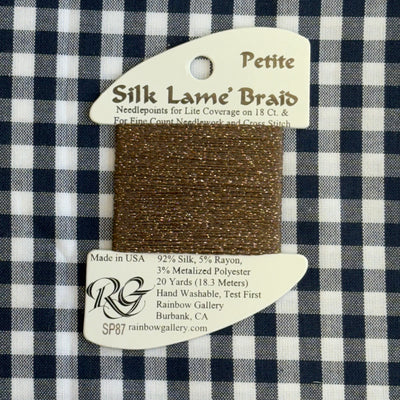 Petite
Silk Lame' Braid
Needlepoints for Lite Coverage on 18 Ct. &
For Fine Count Needlework and Cross Stitch
Made in USA
92% Silk, 5% Rayon,
3% Metalized Polyester
20 Yards (18.3 Meters)
Hand Washable, Test First
Rainbow Gallery
Burbank, CA
RG
SP87 rainbowgallery.com